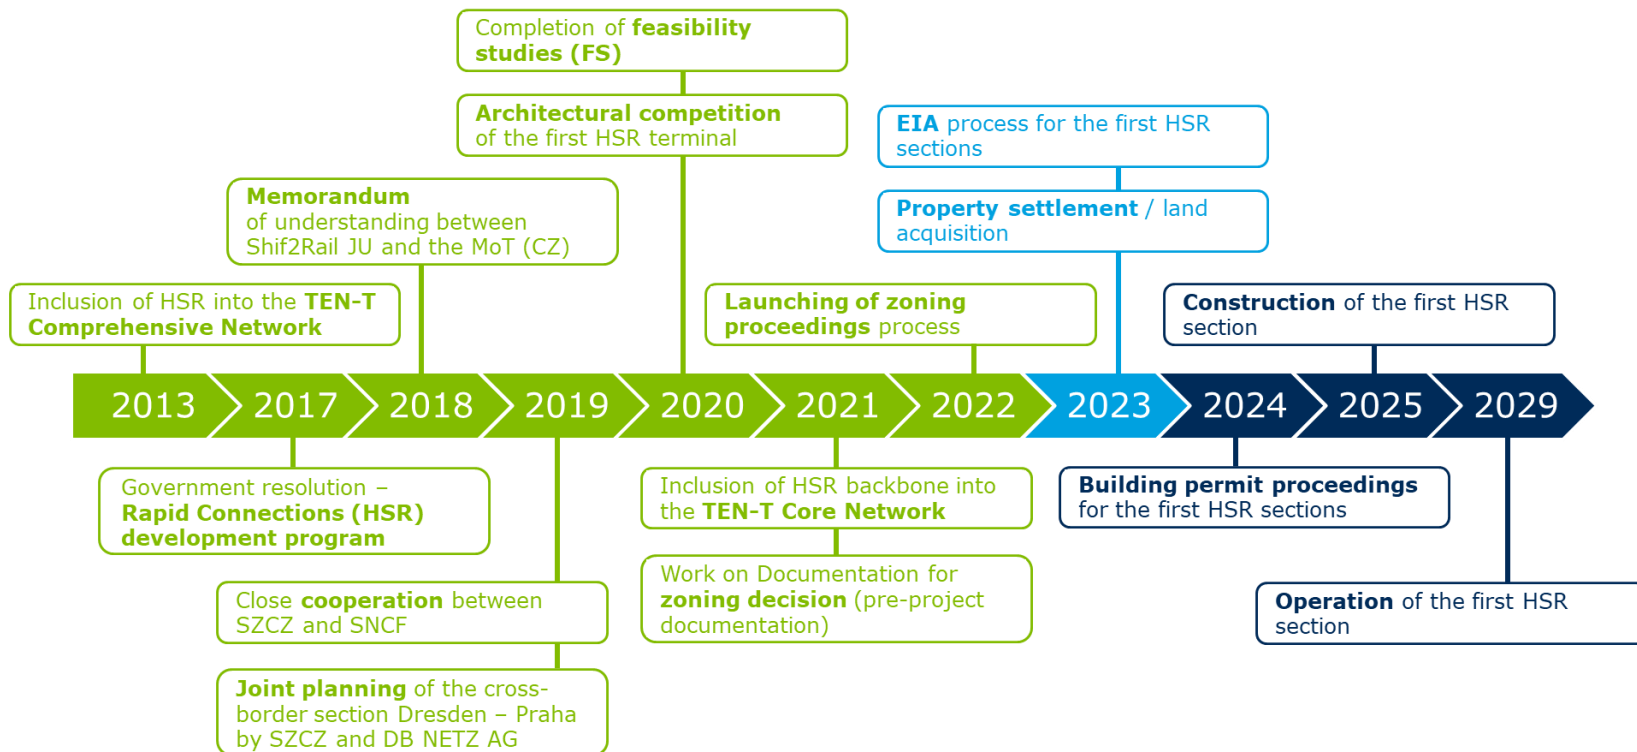 Completion of feasibility
studies (FS)
Architectural competition
of the first HSR terminal
EIA process for the first HSR
sections
Memorandum
of understanding between
Shif2Rail JU and the MoT (CZ)
Property settlement / land
acquisition
Inclusion of HSR into the TEN-T
Comprehensive Network
Launching of zoning
proceedings process
Construction of the first HSR
section
2013 2017 2018 2019 2020 2021 2022 2023 2024 2025 2029
Government resolution –
Rapid Connections (HSR)
development program
Inclusion of HSR backbone into
the TEN-T Core Network
Building permit proceedings
for the first HSR sections
Close cooperation between
SZCZ and SNCF
Work on Documentation for
zoning decision (pre-project
documentation)
Operation of the first HSR
section
Joint planning of the cross-
border section Dresden – Praha
by SZCZ and DB NETZ AG